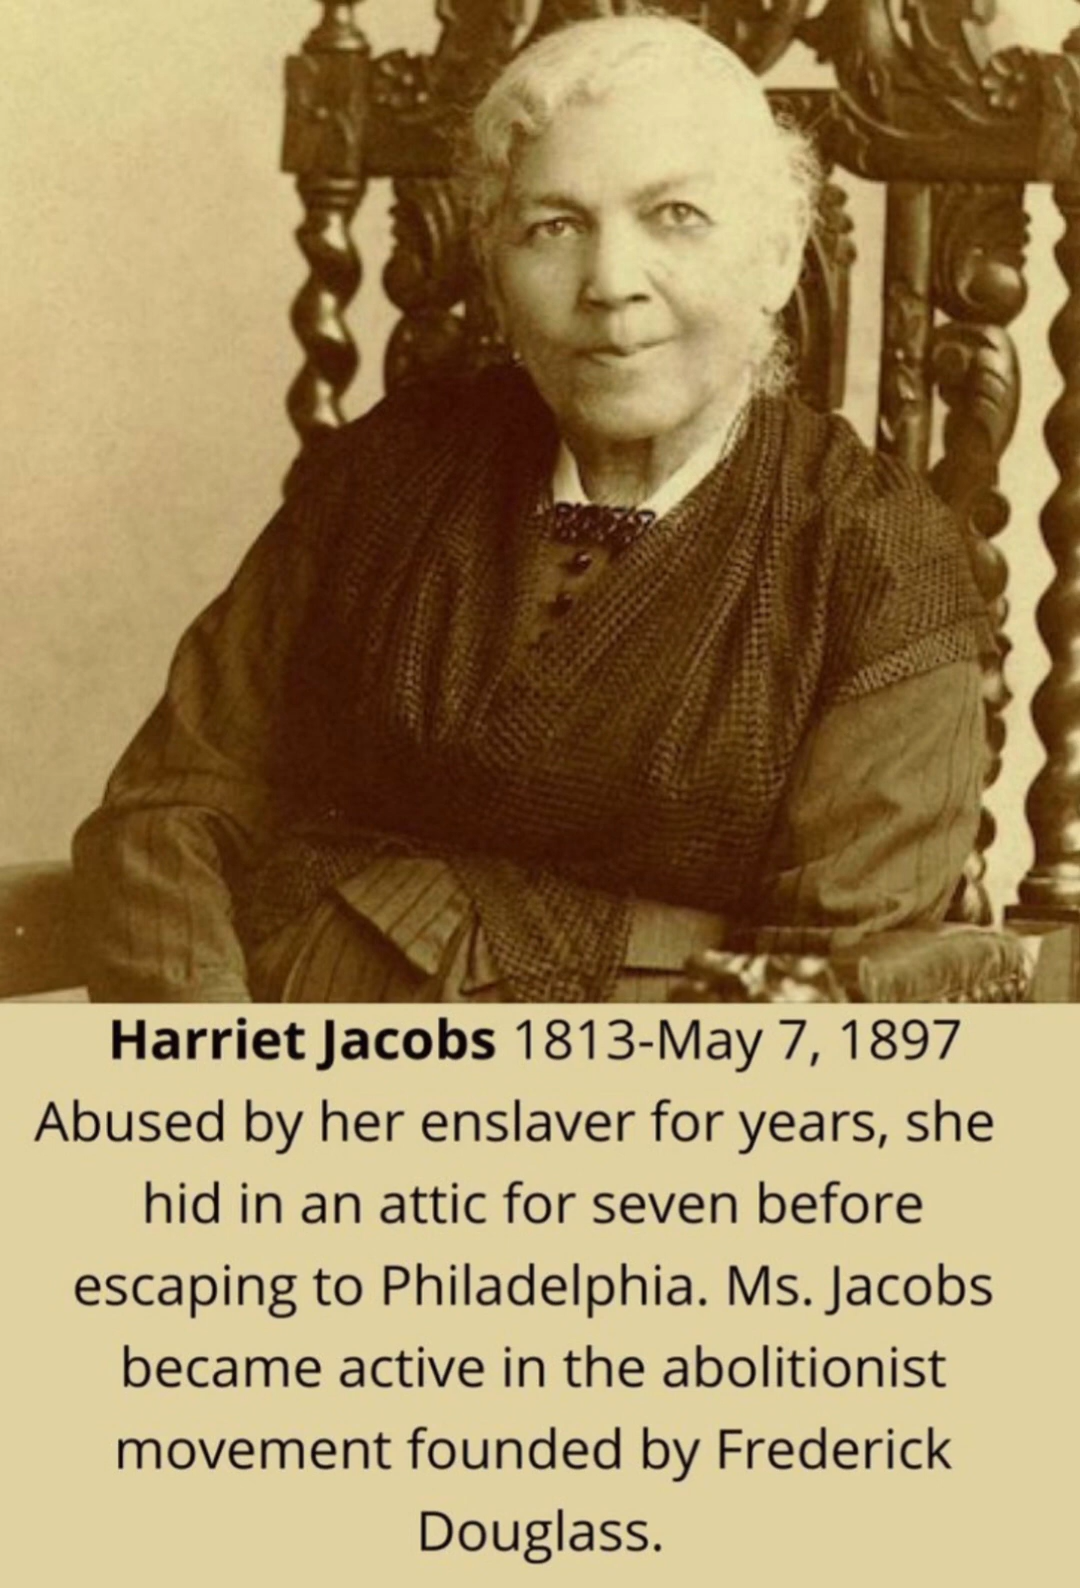 Harriet Jacobs 1813-May 7, 1897
Abused by her enslaver for years, she
hid in an attic for seven before
escaping to Philadelphia. Ms. Jacobs
became active in the abolitionist
movement founded by Frederick
Douglass.